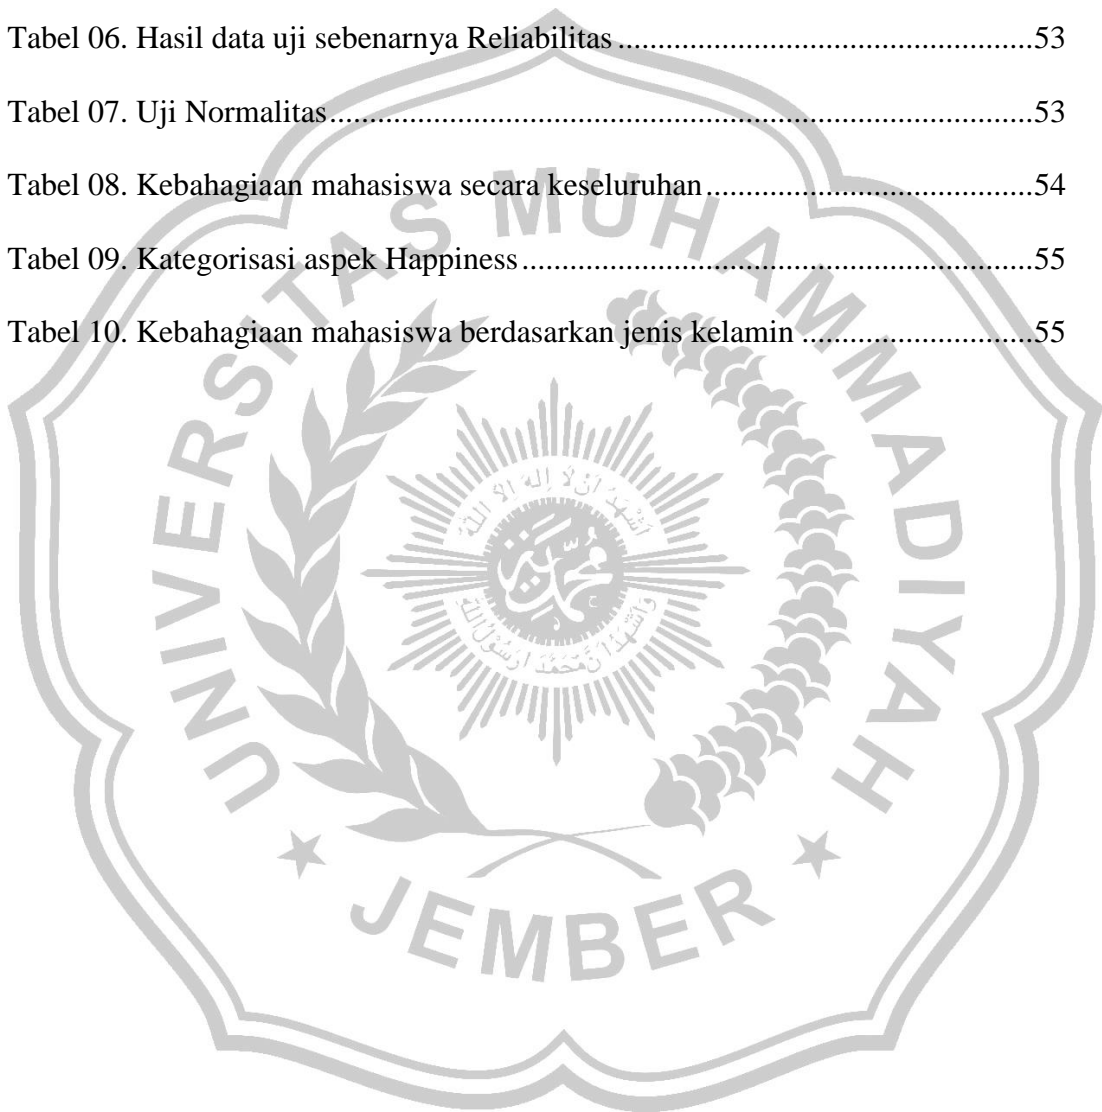 Tabel 06. Hasil data uji sebenarnya Reliabilitas....................................................53
Tabel 07. Uji Normalitas.........................................................................................53
Tabel 08. Kebahagiaan mahasiswa secara keseluruhan.........................................54
Tabel 09. Kategorisasi aspek Happiness................................................................55
Tabel 10. Kebahagiaan mahasiswa berdasarkan jenis kelamin .............................55
UNIVERSITAS MUHAMMADIYAH
JEMBER